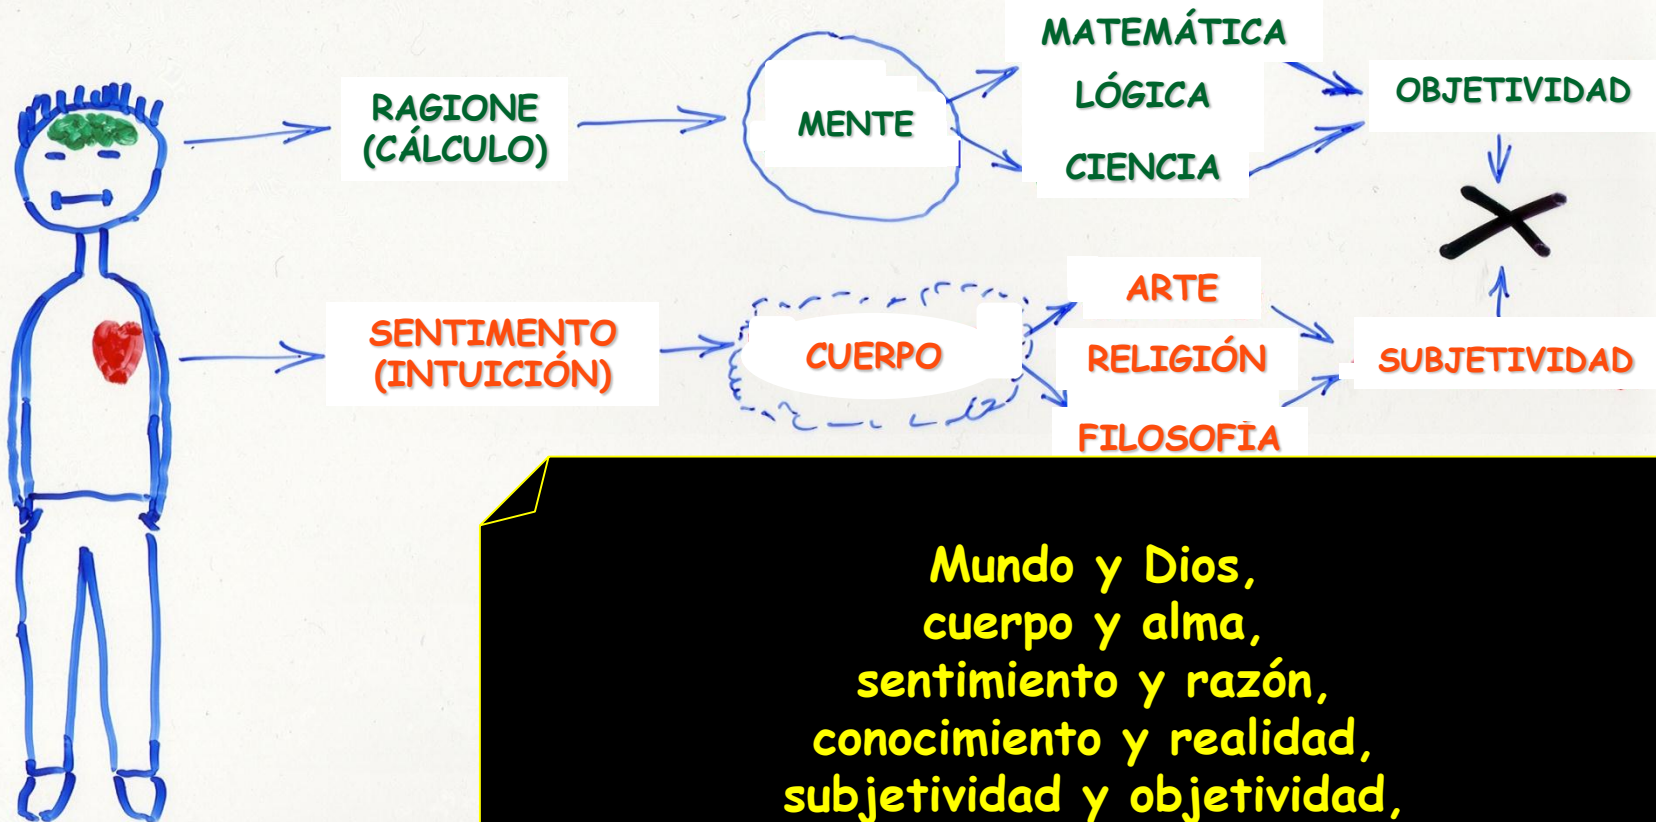 RAGIONE
(CÁLCULO)
MENTE
MATEMÁTICA
LÓGICA
CIENCIA
OBJETIVIDAD
SENTIMENTO
(INTUICIÓN)
CUERPO
ARTE
RELIGIÓN
FILOSOFÍA
SUBJETIVIDAD
Mundo y Dios,
cuerpo y alma,
sentimiento y razón,
conocimiento y realidad,
subjetividad y objetividad,